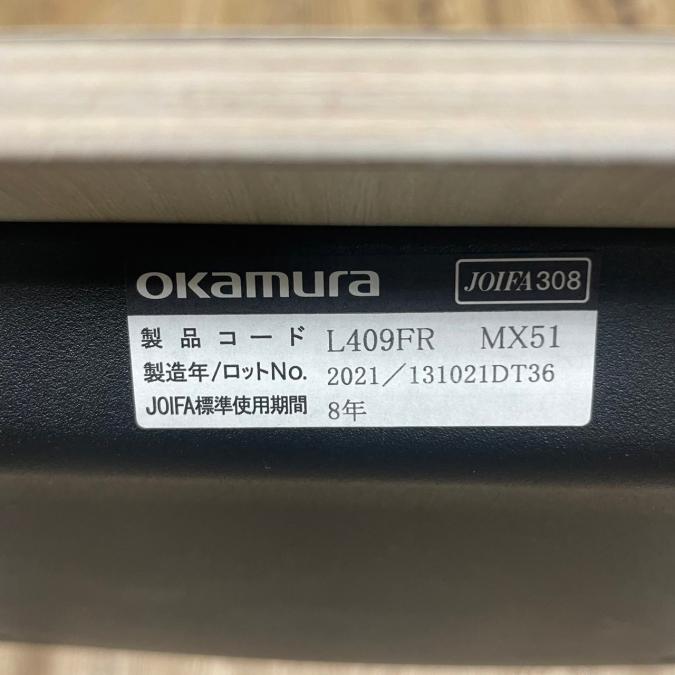 okamura
JOIFA308
製品コード L409FR MX51
製造年/ロットNo. 2021／131021DT36
JOIFA標準使用期間 8年